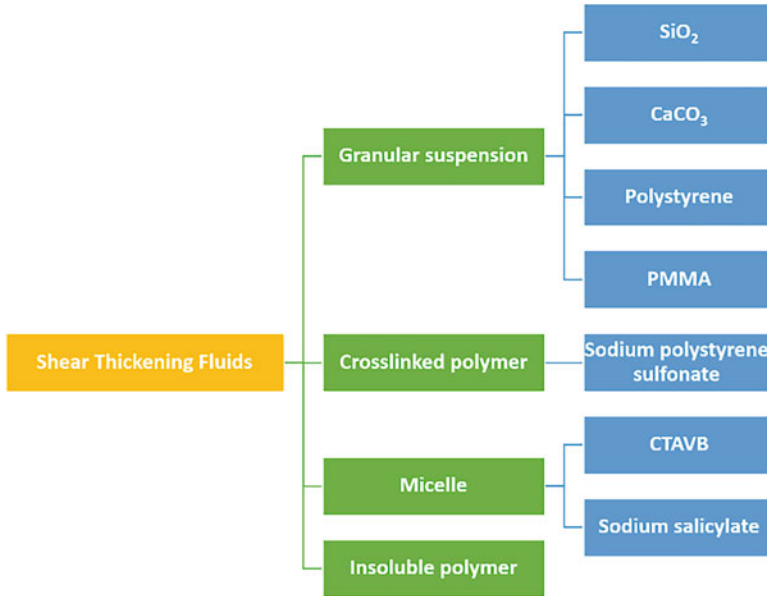 SiO₂
CaCO₃
Granular suspension
Polystyrene
PMMA
Shear Thickening Fluids
Crosslinked polymer
Sodium polystyrene
sulfonate
CTAVB
Micelle
Sodium salicylate
Insoluble polymer